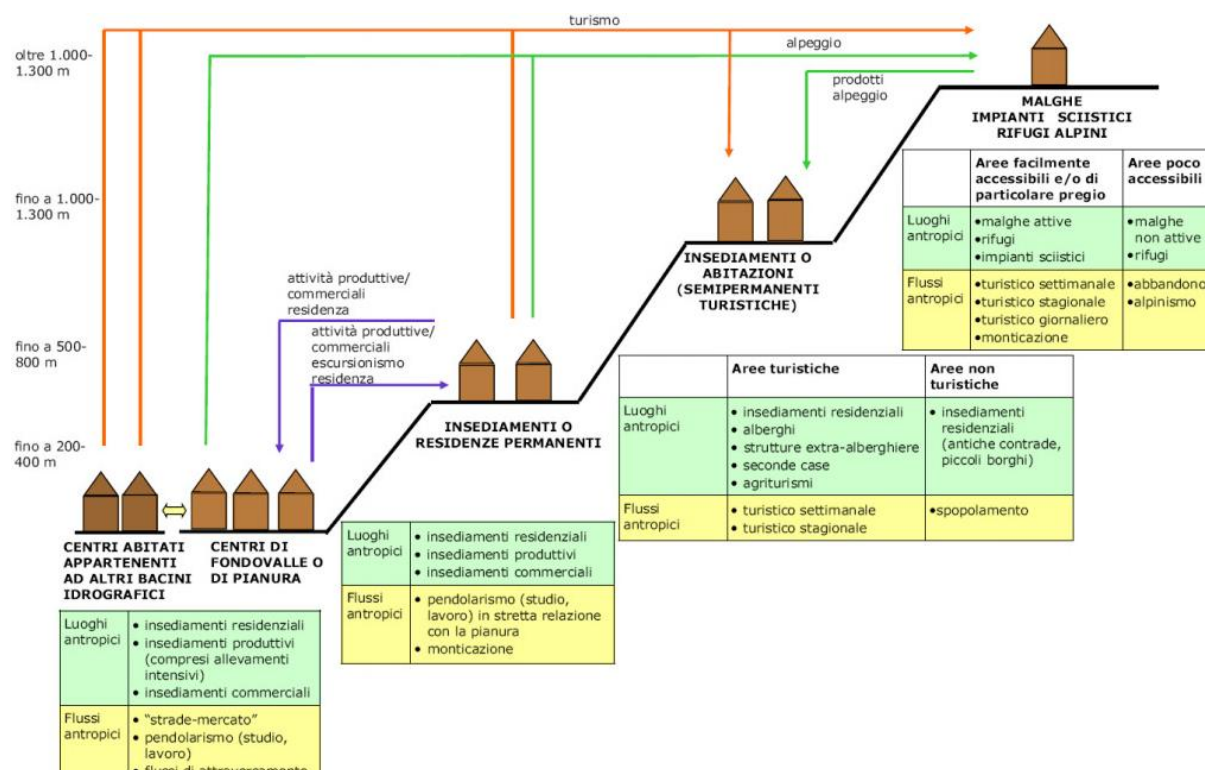 turismo
oltre 1.000-
1.300 m
alpeggio
prodotti
alpeggio
MALGHE
IMPIANTI SCIISTICI
RIFUGI ALPINI
Aree facilmente
accessibili e/o di
particolare pregio
Aree poco
accessibili
Luoghi
antropici
•malghe attive
•rifugi
•impianti sciistici
•malghe
non attive
•rifugi
Flussi
antropici
•turistico settimanale
•turistico stagionale
•turistico giornaliero
•monticazione
•abbandono
•alpinismo
fino a 1.000-
1.300 m
INSEDIAMENTI O
ABITAZIONI
(SEMIPERMANENTI
TURISTICHE)
Aree turistiche
Aree non
turistiche
Luoghi
antropici
• insediamenti residenziali
• alberghi
• strutture extra-alberghiere
• seconde case
• agriturismi
• insediamenti
residenziali
(antiche contrade,
piccoli borghi)
Flussi
antropici
• turistico settimanale
• turistico stagionale
•spopolamento
attività produttive/
commerciali
residenza
attività produttive/
commerciali
escursionismo
residenza
fino a 500-
800 m
INSEDIAMENTI O
RESIDENZE PERMANENTI
Luoghi
antropici
• insediamenti residenziali
• insediamenti produttivi
• insediamenti commerciali
Flussi
antropici
• pendolarismo (studio,
lavoro) in stretta relazione
con la pianura
• monticazione
fino a 200-
400 m
CENTRI ABITATI
APPARTENENTI
AD ALTRI BACINI
IDROGRAFICI
CENTRI DI
FONDOVALLE O
DI PIANURA
Luoghi
antropici
• insediamenti residenziali
• insediamenti produttivi
(compresi allevamenti
intensivi)
• insediamenti commerciali
Flussi
antropici
• "strade-mercato"
• pendolarismo (studio,
lavoro)
• flussi di attraversamento